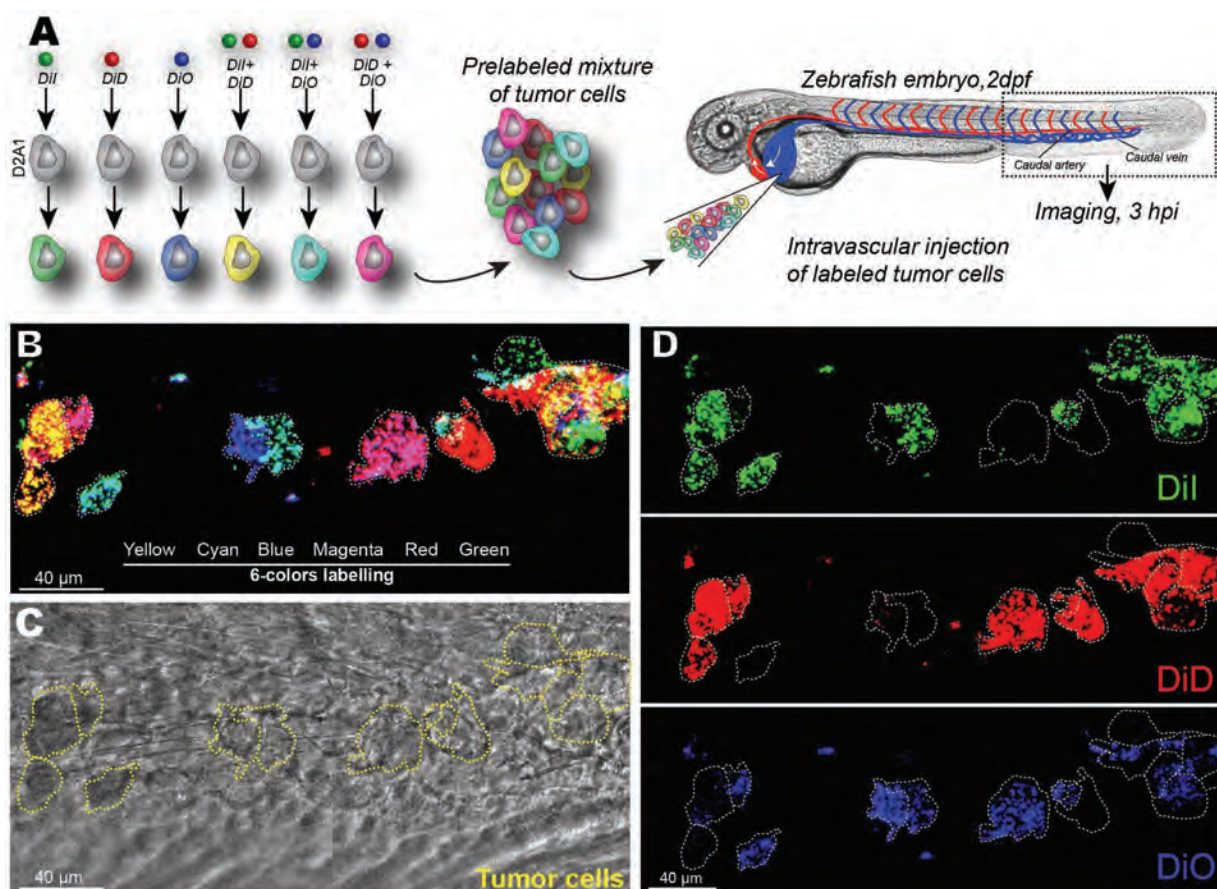 A
DiI
DiD
DiO
DiI+
DiD
DiI+
DiO
DiD +
DiO
D2A1
Prelabeled mixture
of tumor cells
Zebrafish embryo,2dpf
Caudal artery
Caudal vein
Imaging, 3 hpi
Intravascular injection
of labeled tumor cells
B
Yellow Cyan Blue Magenta Red Green
6-colors labelling
40 µm
C
40 µm
Tumor cells
D
DiI
DiD
40 µm
DiO